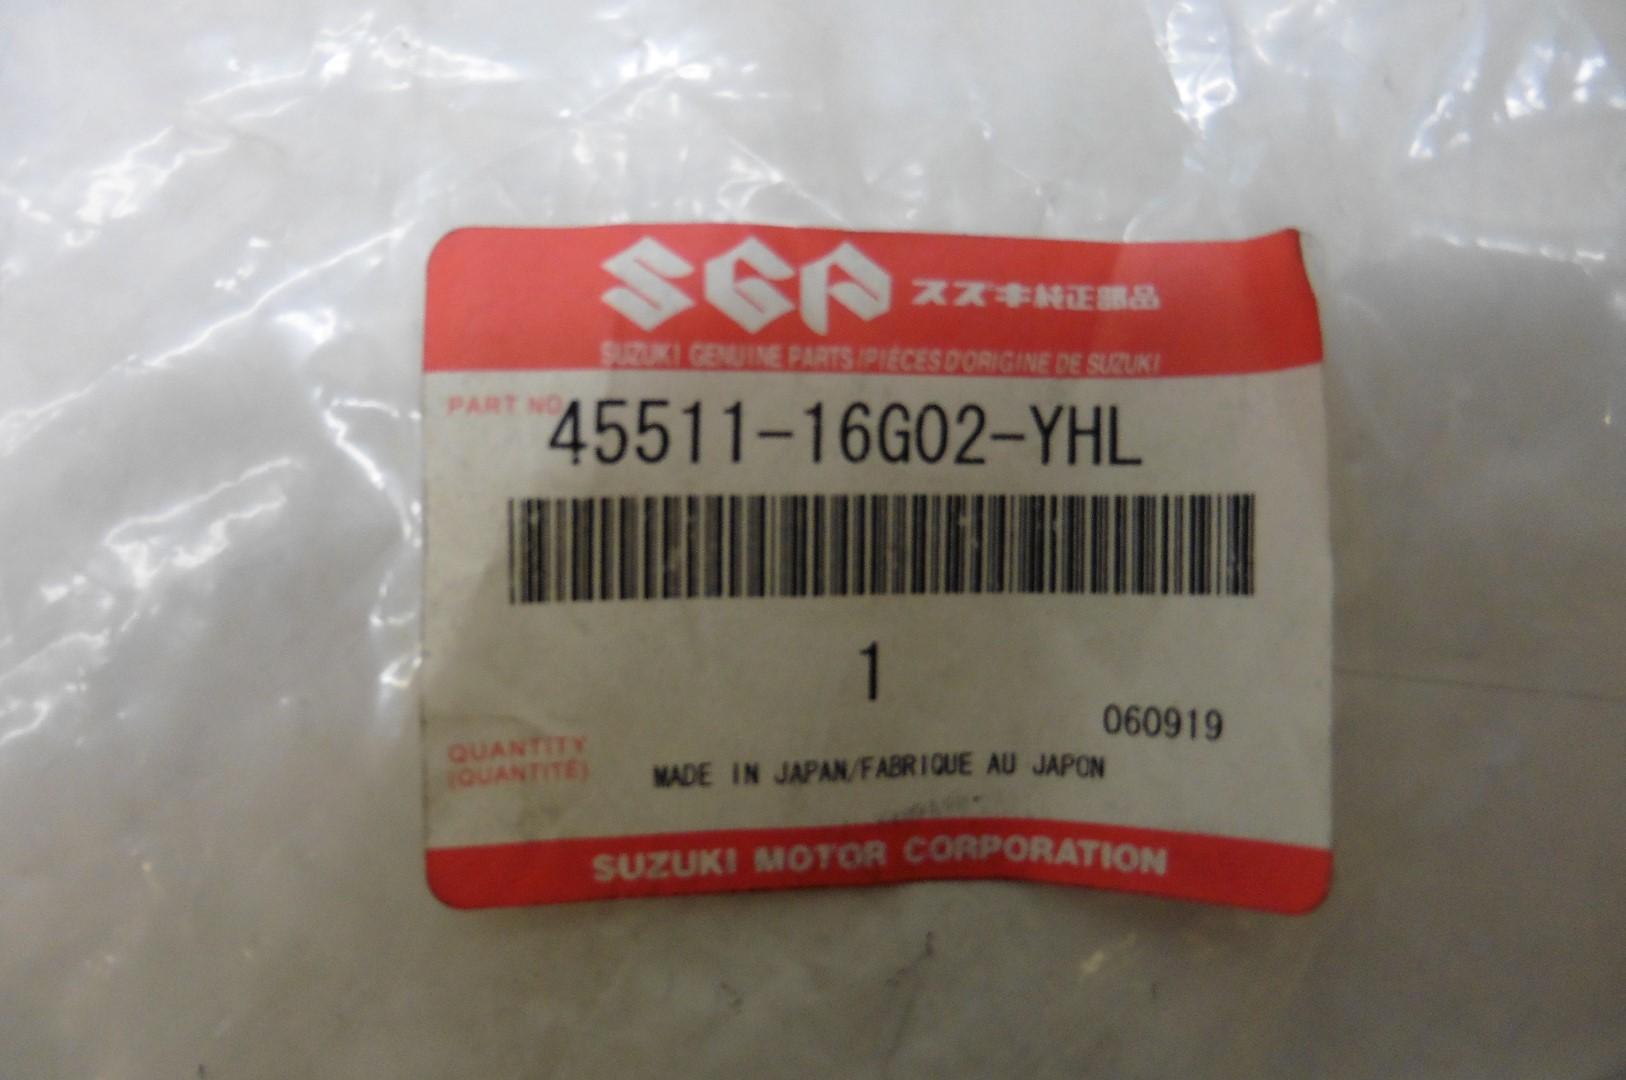 SGP スズキ純正部品
SUZUKI GENUINE PARTS/PIÈCES D'ORIGINE DE SUZUKI
PART NO. 45511-16G02-YHL
1
060919
QUANTITY
(QUANTITÉ)
MADE IN JAPAN/FABRIQUE AU JAPON
SUZUKI MOTOR CORPORATION